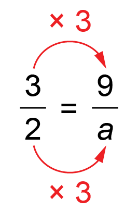 × 3
3/2 = 9/a
× 3